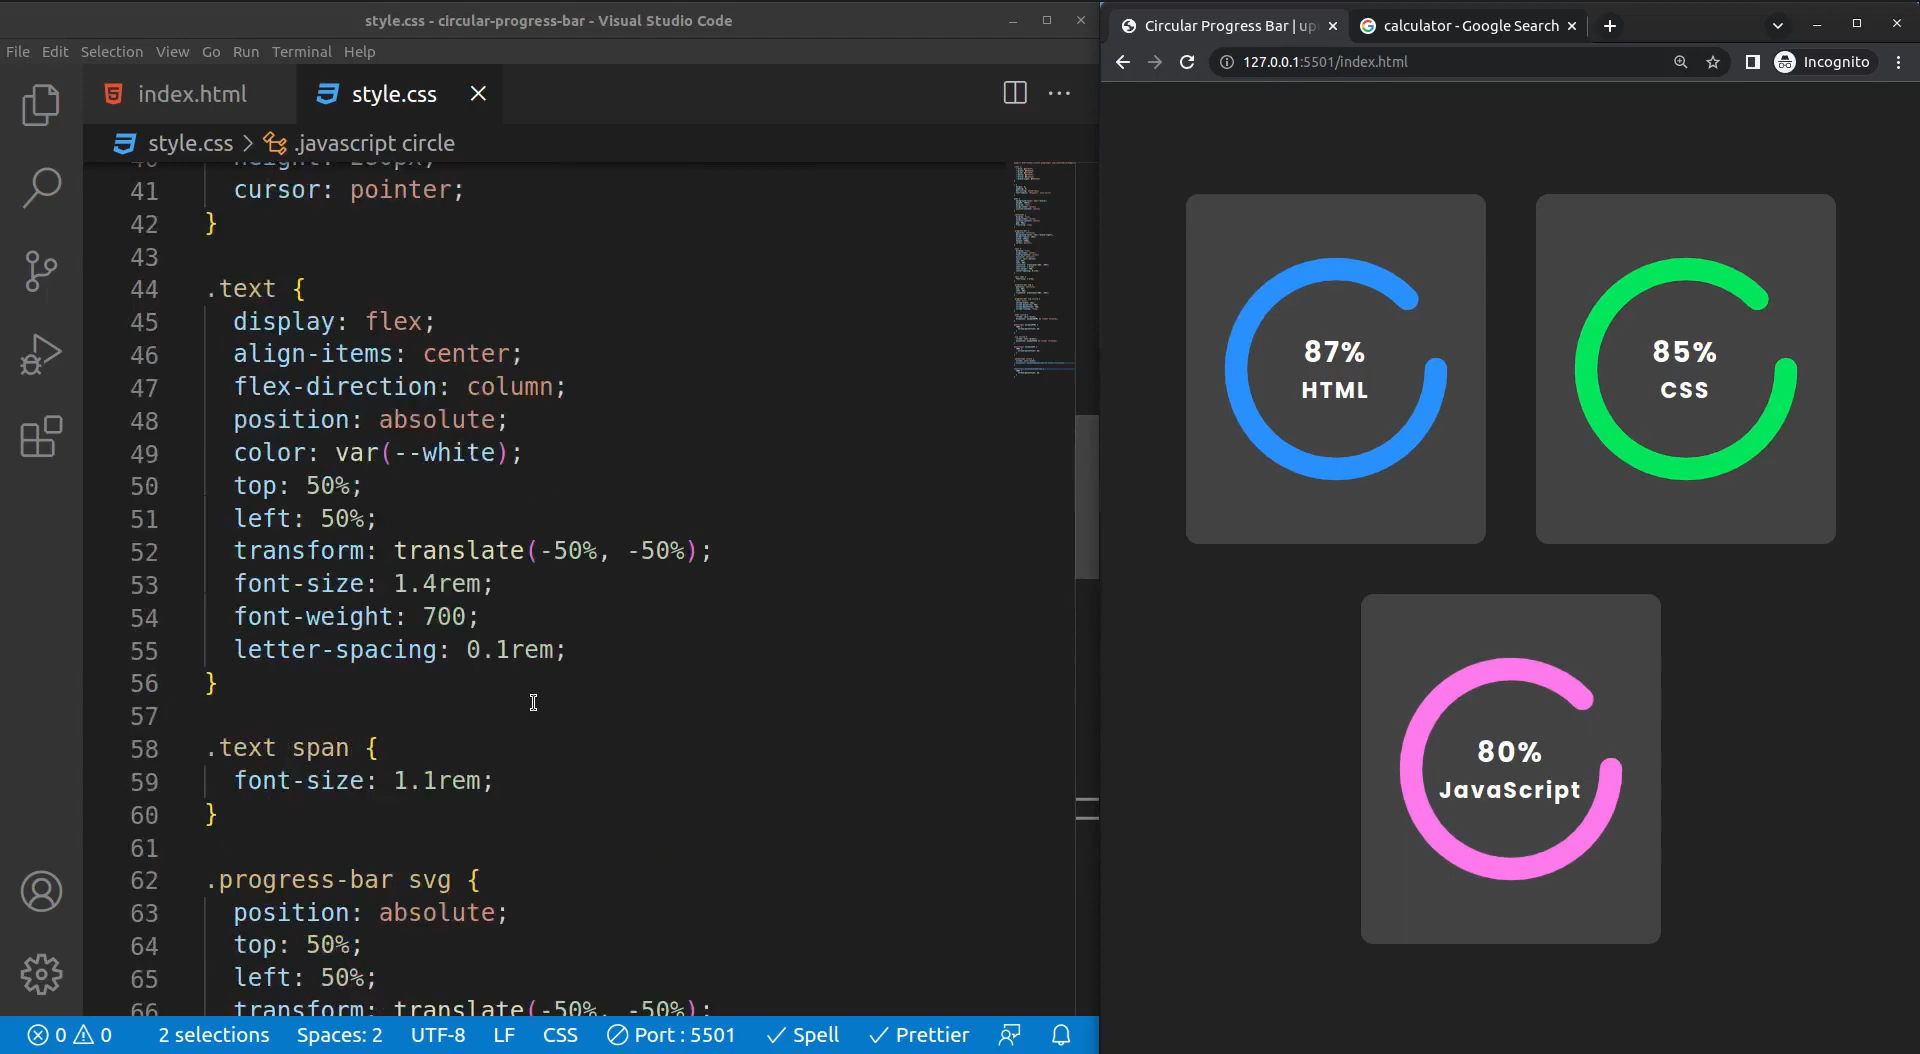 style.css - circular-progress-bar - Visual Studio Code
File Edit Selection View Go Run Terminal Help
index.html
style.css
style.css > .javascript circle
41 cursor: pointer;
42 }
43
44 .text {
45 display: flex;
46 align-items: center;
47 flex-direction: column;
48 position: absolute;
49 color: var(--white);
50 top: 50%;
51 left: 50%;
52 transform: translate(-50%, -50%);
53 font-size: 1.4rem;
54 font-weight: 700;
55 letter-spacing: 0.1rem;
56 }
57
58 .text span {
59 font-size: 1.1rem;
60 }
61
62 .progress-bar svg {
63 position: absolute;
64 top: 50%;
65 left: 50%;
66 transform: translate(-50%, -50%);
0 0 2 selections Spaces: 2 UTF-8 LF CSS Port : 5501 Spell Prettier
Circular Progress Bar | up
calculator - Google Search
127.0.0.1:5501/index.html
Incognito
87%
HTML
85%
CSS
80%
JavaScript